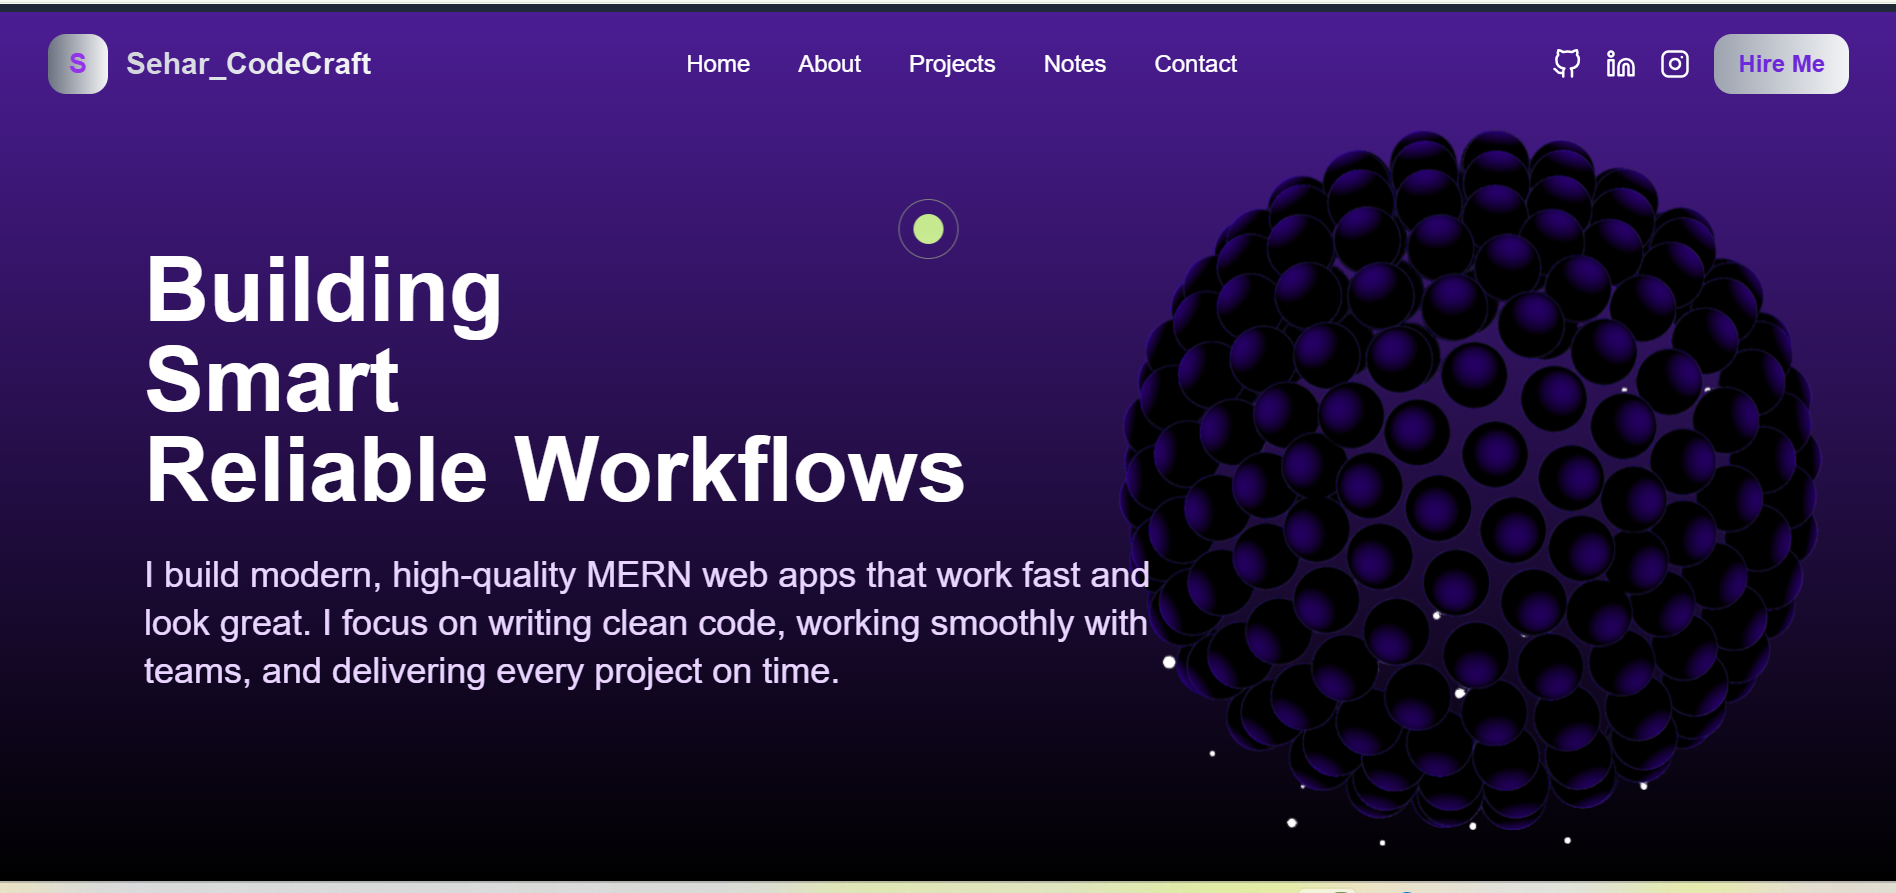 S
Sehar_CodeCraft
Home
About
Projects
Notes
Contact
Hire Me
Building
Smart
Reliable Workflows
I build modern, high-quality MERN web apps that work fast and
look great. I focus on writing clean code, working smoothly with
teams, and delivering every project on time.